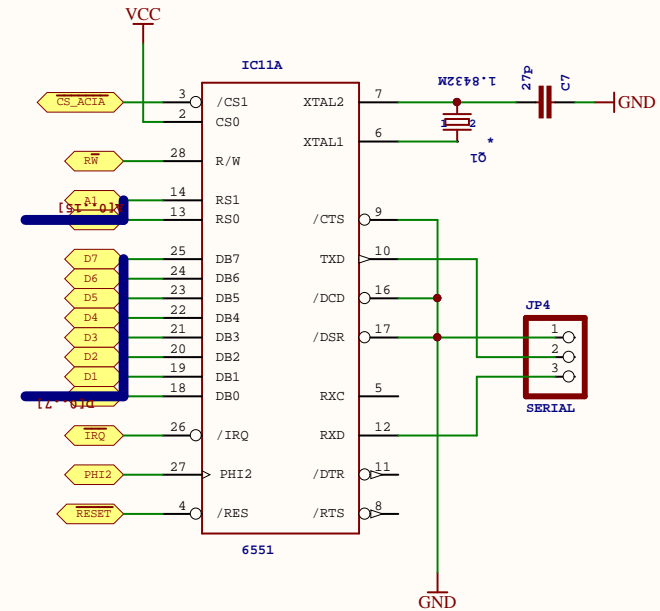 VCC
IC11A
CS_ACIA 3 /CS1 XTAL2 7 1.8432M 27p C7 GND
2 CS0
XTAL1 6 1 2 * Q1
RW 28 R/W
A1 14 RS1
A[0..15] 13 RS0 /CTS 9
D7 25 DB7 TXD 10
D6 24 DB6
D5 23 DB5 /DCD 16 JP4
D4 22 DB4
D3 21 DB3 /DSR 17 1
D2 20 DB2 2
D1 19 DB1 3
D[0..7] 18 DB0 RXC 5 SERIAL
IRQ 26 /IRQ RXD 12
PHI2 27 PHI2 /DTR 11
RESET 4 /RES /RTS 8
6551
GND